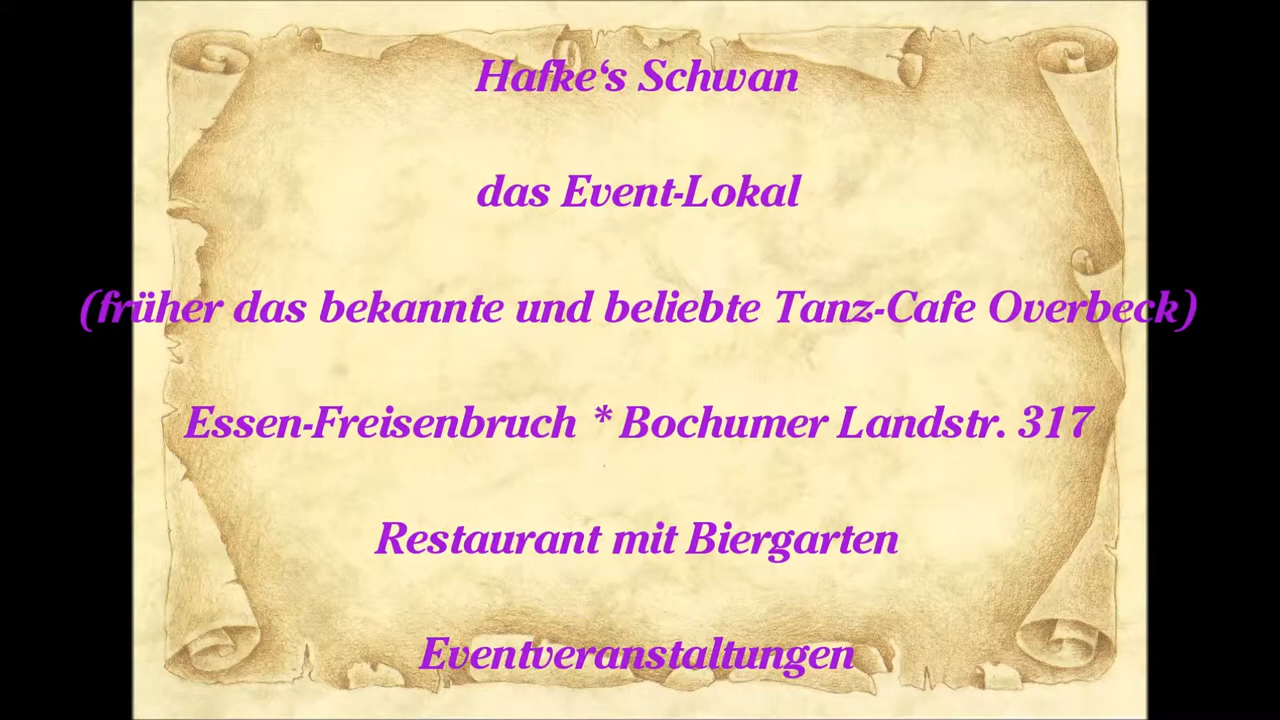 Hafke‘s Schwan
das Event-Lokal
(früher das bekannte und beliebte Tanz-Cafe Overbeck)
Essen-Freisenbruch * Bochumer Landstr. 317
Restaurant mit Biergarten
Eventveranstaltungen